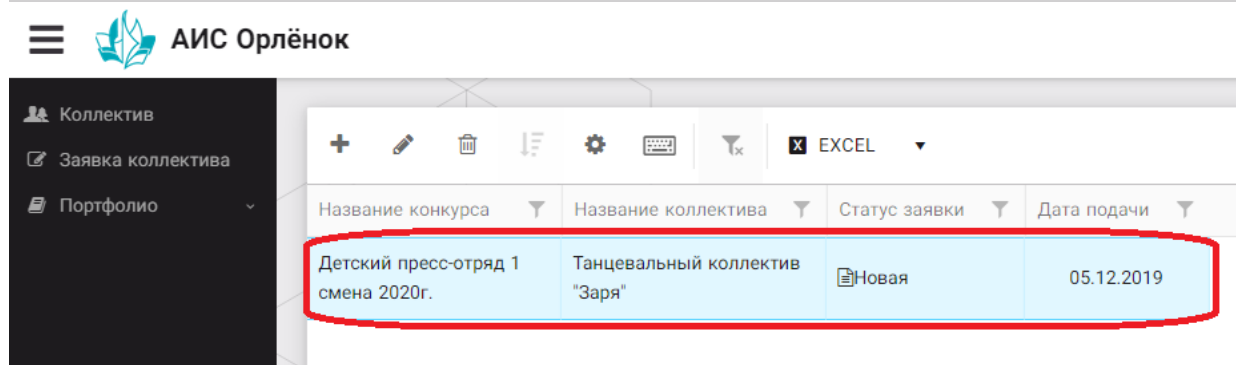 АИС Орлёнок
Коллектив
Заявка коллектива
Портфолио
X EXCEL
Название конкурса Название коллектива Статус заявки Дата подачи
Детский пресс-отряд 1 Танцевальный коллектив
смена 2020г. "Заря" Новая 05.12.2019